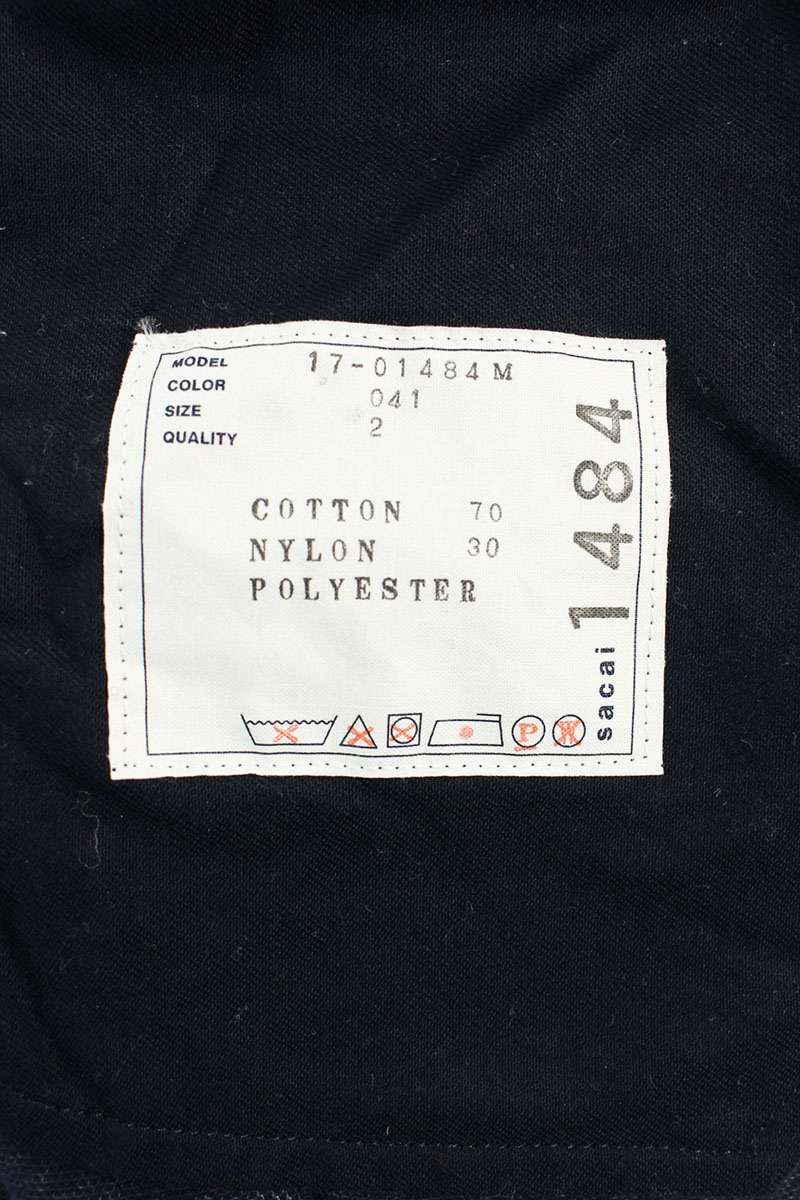 MODEL 17-01484M
COLOR 041
SIZE 2
QUALITY
COTTON 70
NYLON 30
POLYESTER
P
W
sacai 1484